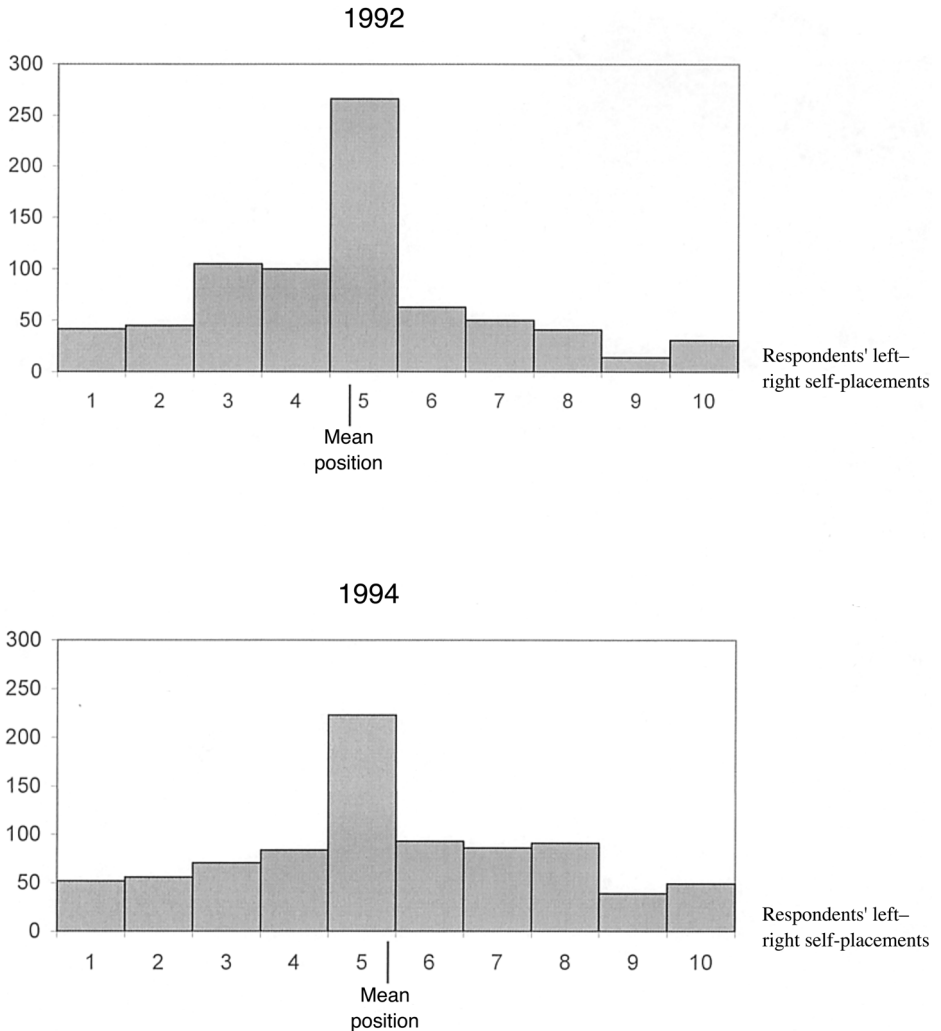 1992
300
250
200
150
100
50
0
1 2 3 4 5 6 7 8 9 10
Respondents' left–
right self-placements
Mean
position
1994
300
250
200
150
100
50
0
1 2 3 4 5 6 7 8 9 10
Respondents' left–
right self-placements
Mean
position